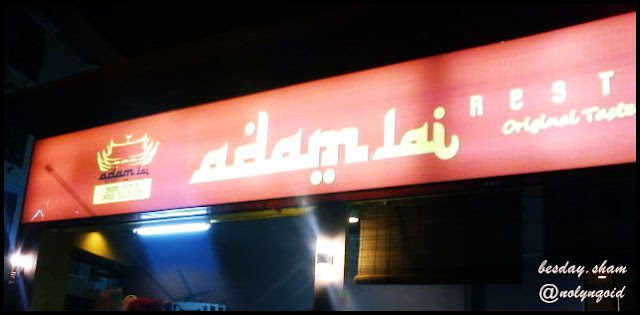 adam lai
REST
Original Taste
adam lai
besday.sham
@nolyngoid